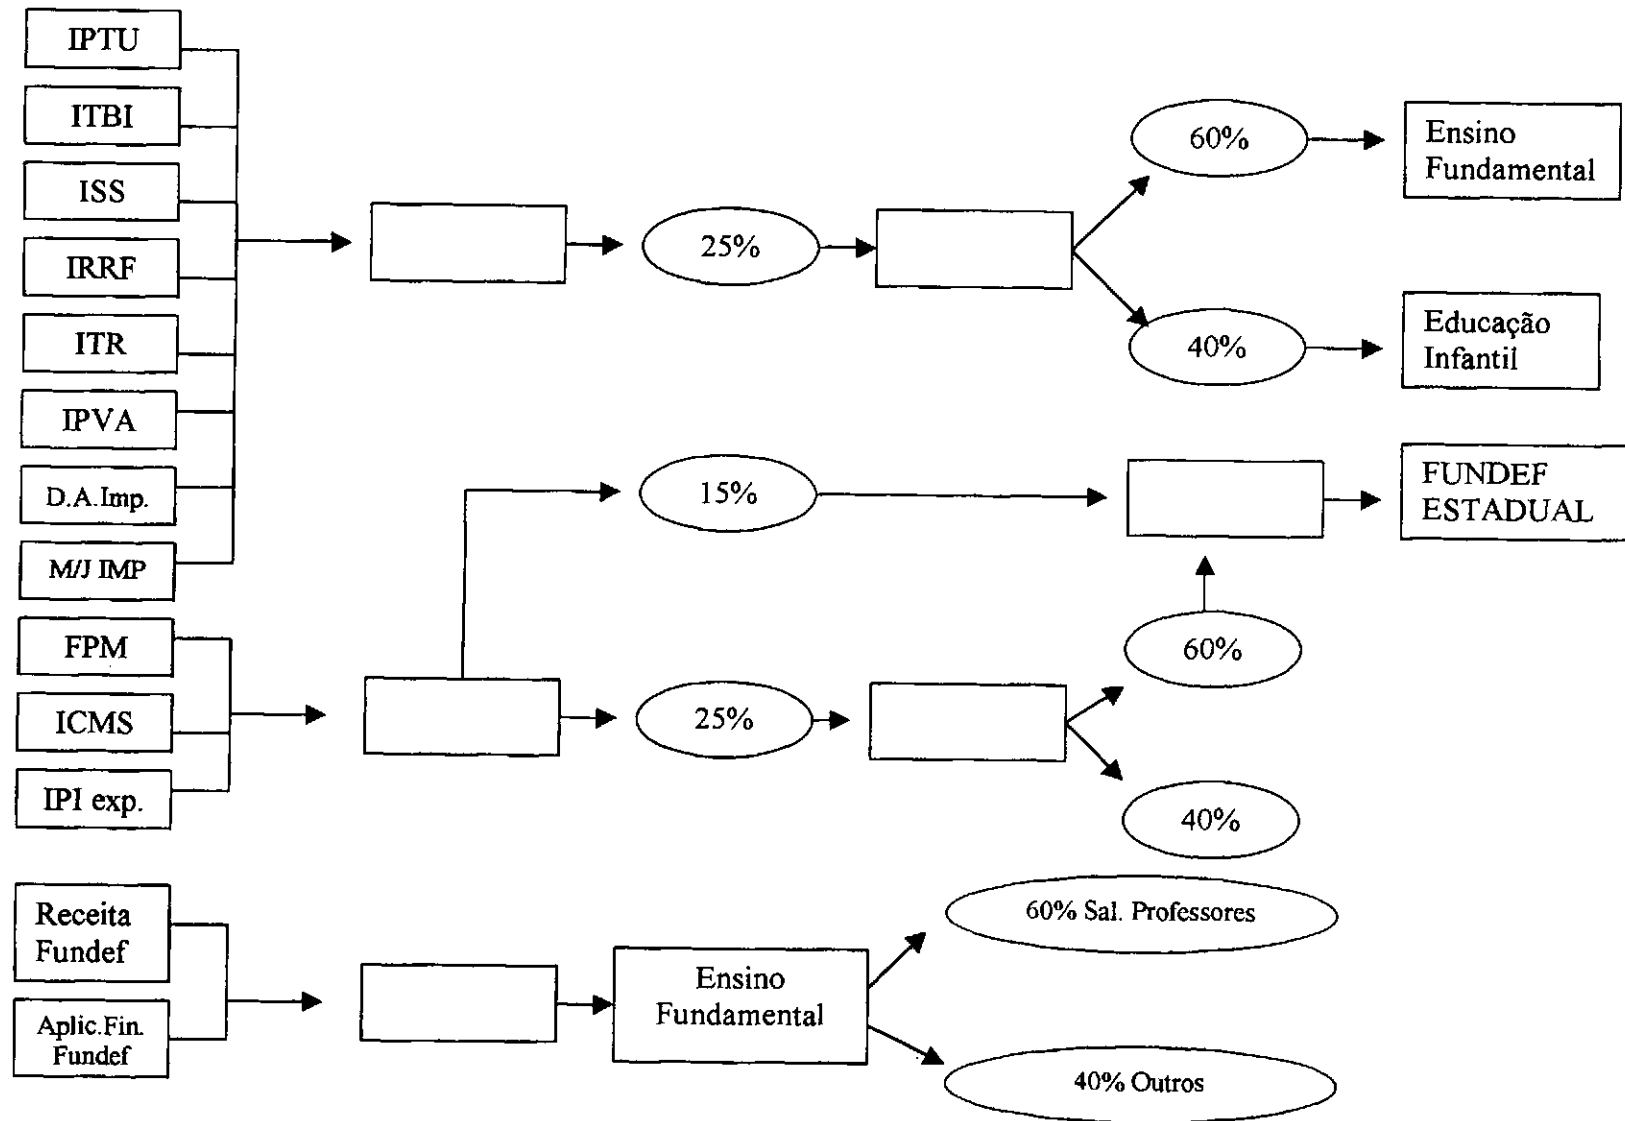 IPTU
ITBI
ISS
IRRF
ITR
IPVA
D.A.Imp.
M/J IMP
FPM
ICMS
IPI exp.
Receita
Fundef
Aplic.Fin.
Fundef
25%
60%
Ensino
Fundamental
40%
Educação
Infantil
15%
FUNDEF
ESTADUAL
25%
60%
40%
Ensino
Fundamental
60% Sal. Professores
40% Outros